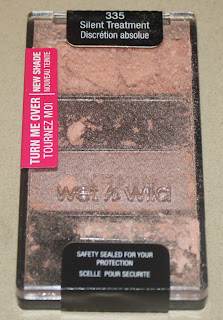 335
Silent Treatment
Discrétion absolue
TURN ME OVER
TOURNEZ MOI
NEW SHADE
NOUVEAU TEINTE
wet n wild
SAFETY SEALED FOR YOUR
PROTECTION
SCELLE POUR SECURITE